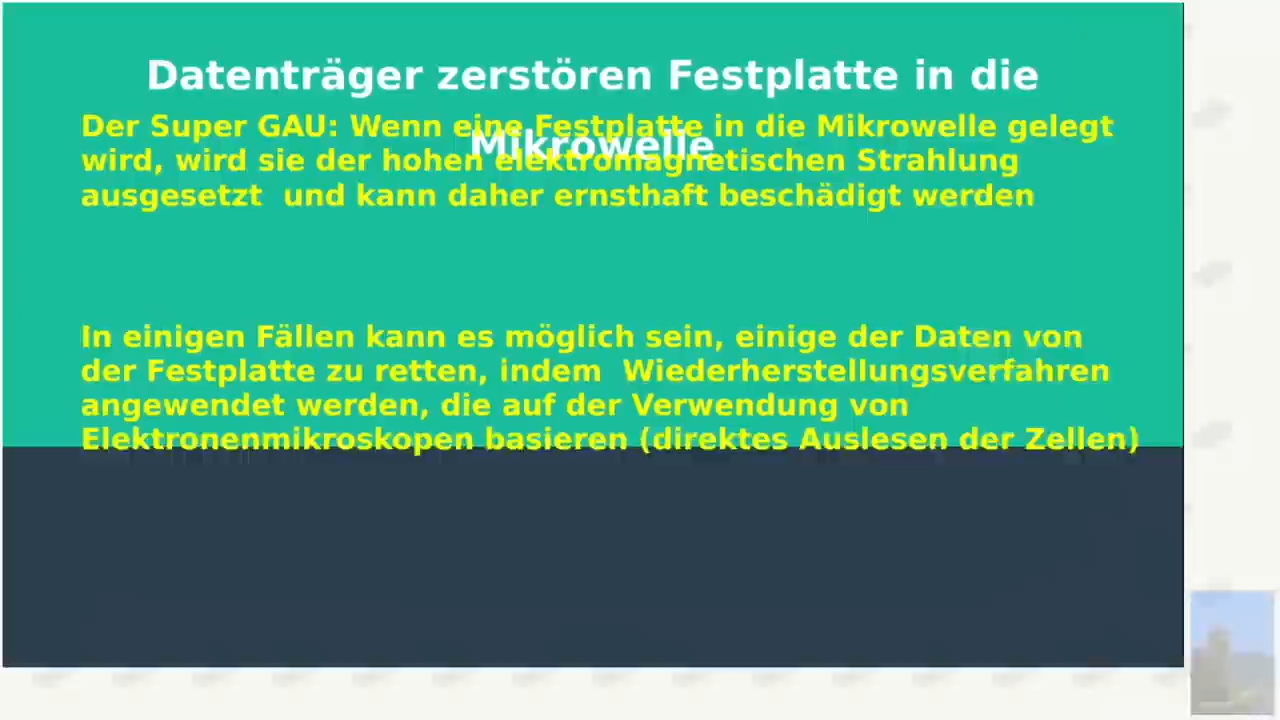 Datenträger zerstören Festplatte in die
Mikrowelle
Der Super GAU: Wenn eine Festplatte in die Mikrowelle gelegt
wird, wird sie der hohen elektromagnetischen Strahlung
ausgesetzt  und kann daher ernsthaft beschädigt werden
In einigen Fällen kann es möglich sein, einige der Daten von
der Festplatte zu retten, indem  Wiederherstellungsverfahren
angewendet werden, die auf der Verwendung von
Elektronenmikroskopen basieren (direktes Auslesen der Zellen)